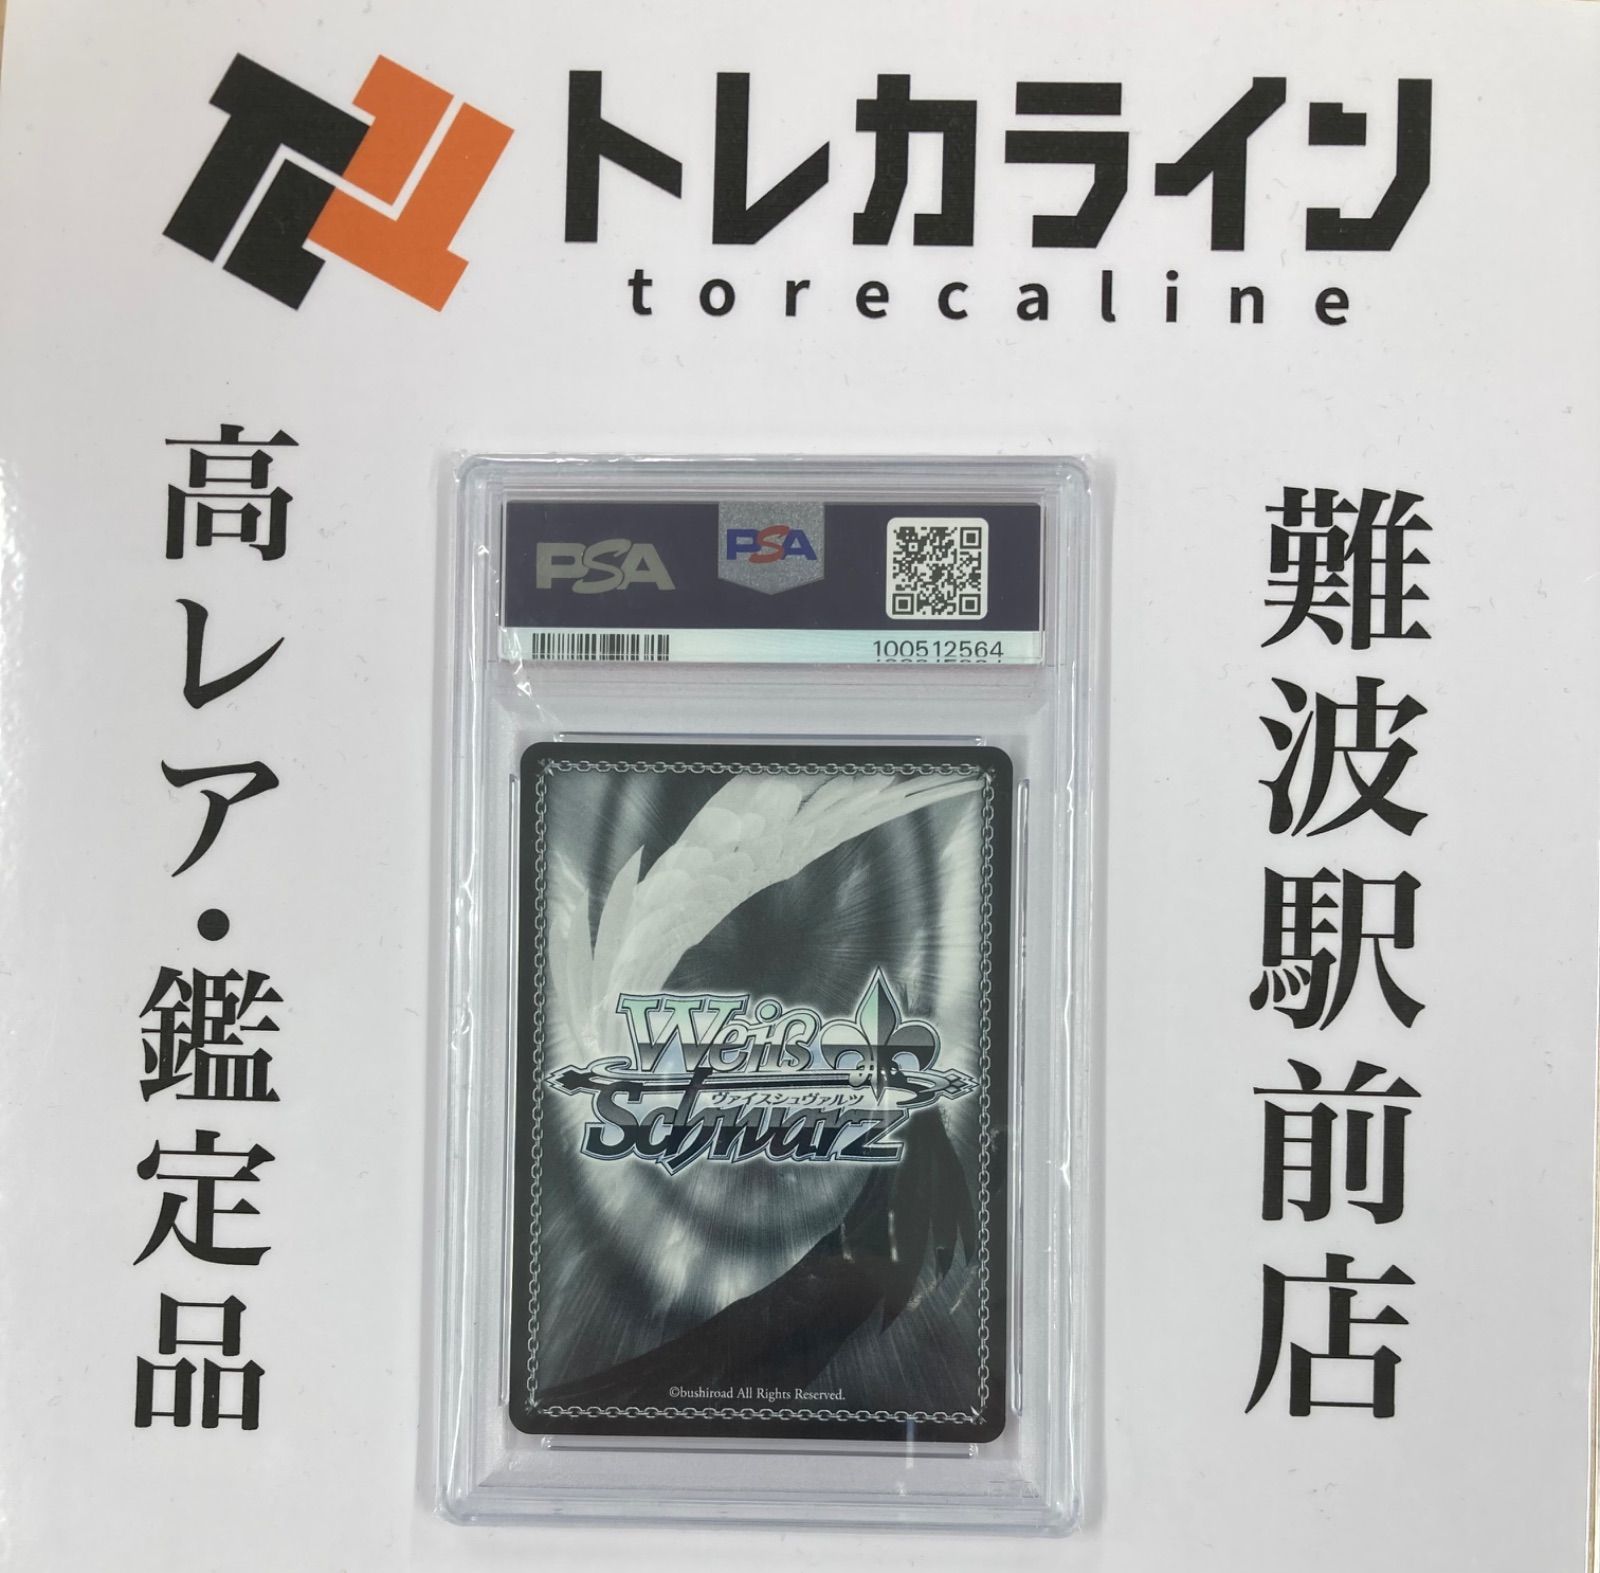 トレカライン
torecaline
高レア・鑑定品
難波駅前店
PSA
PSA
100512564
Weiß
ヴァイスシュヴァルツ
Schwarz
©bushiroad All Rights Reserved.